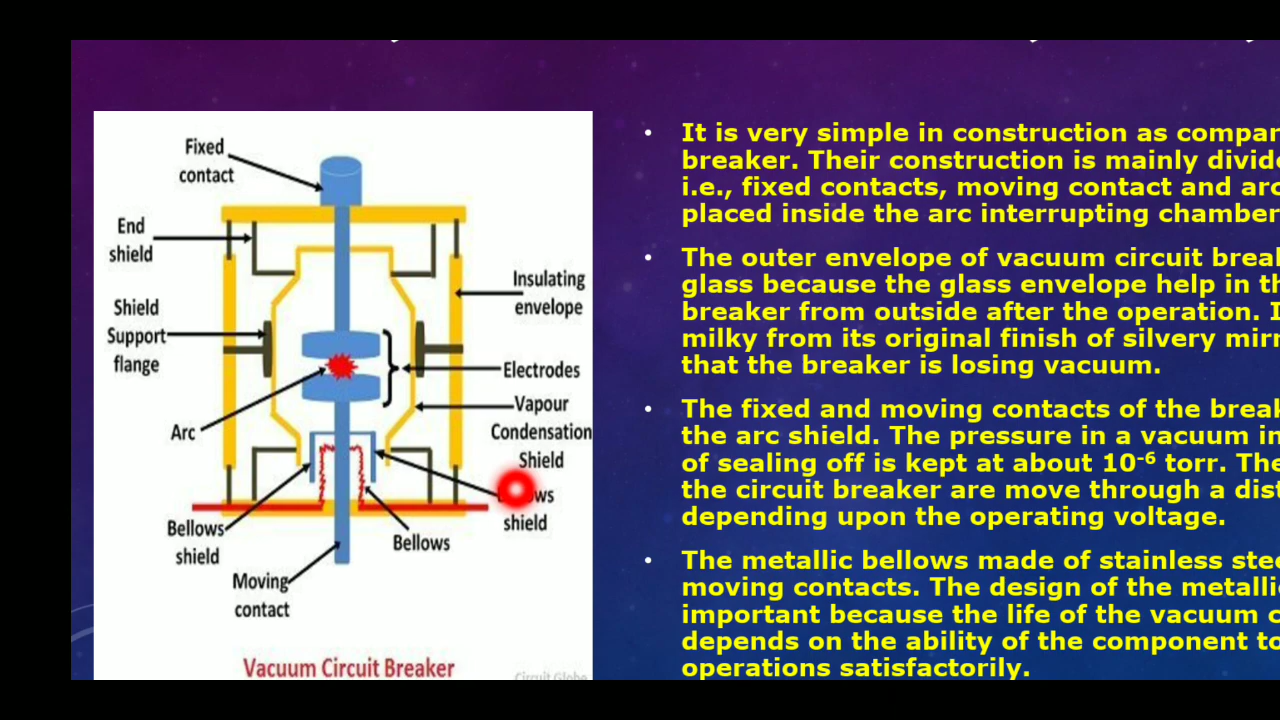 Fixed
contact
End
shield
Shield
Support
flange
Arc
Bellows
shield
Moving
contact
Insulating
envelope
Electrodes
Vapour
Condensation
Shield
shield
Bellows
Vacuum Circuit Breaker
Circuit Globe
• It is very simple in construction as compar
breaker. Their construction is mainly divide
i.e., fixed contacts, moving contact and arc
placed inside the arc interrupting chamber
• The outer envelope of vacuum circuit break
glass because the glass envelope help in th
breaker from outside after the operation. I
milky from its original finish of silvery mirr
that the breaker is losing vacuum.
• The fixed and moving contacts of the break
the arc shield. The pressure in a vacuum in
of sealing off is kept at about 10⁻⁶ torr. The
the circuit breaker are move through a dist
depending upon the operating voltage.
• The metallic bellows made of stainless stee
moving contacts. The design of the metallic
important because the life of the vacuum c
depends on the ability of the component to
operations satisfactorily.